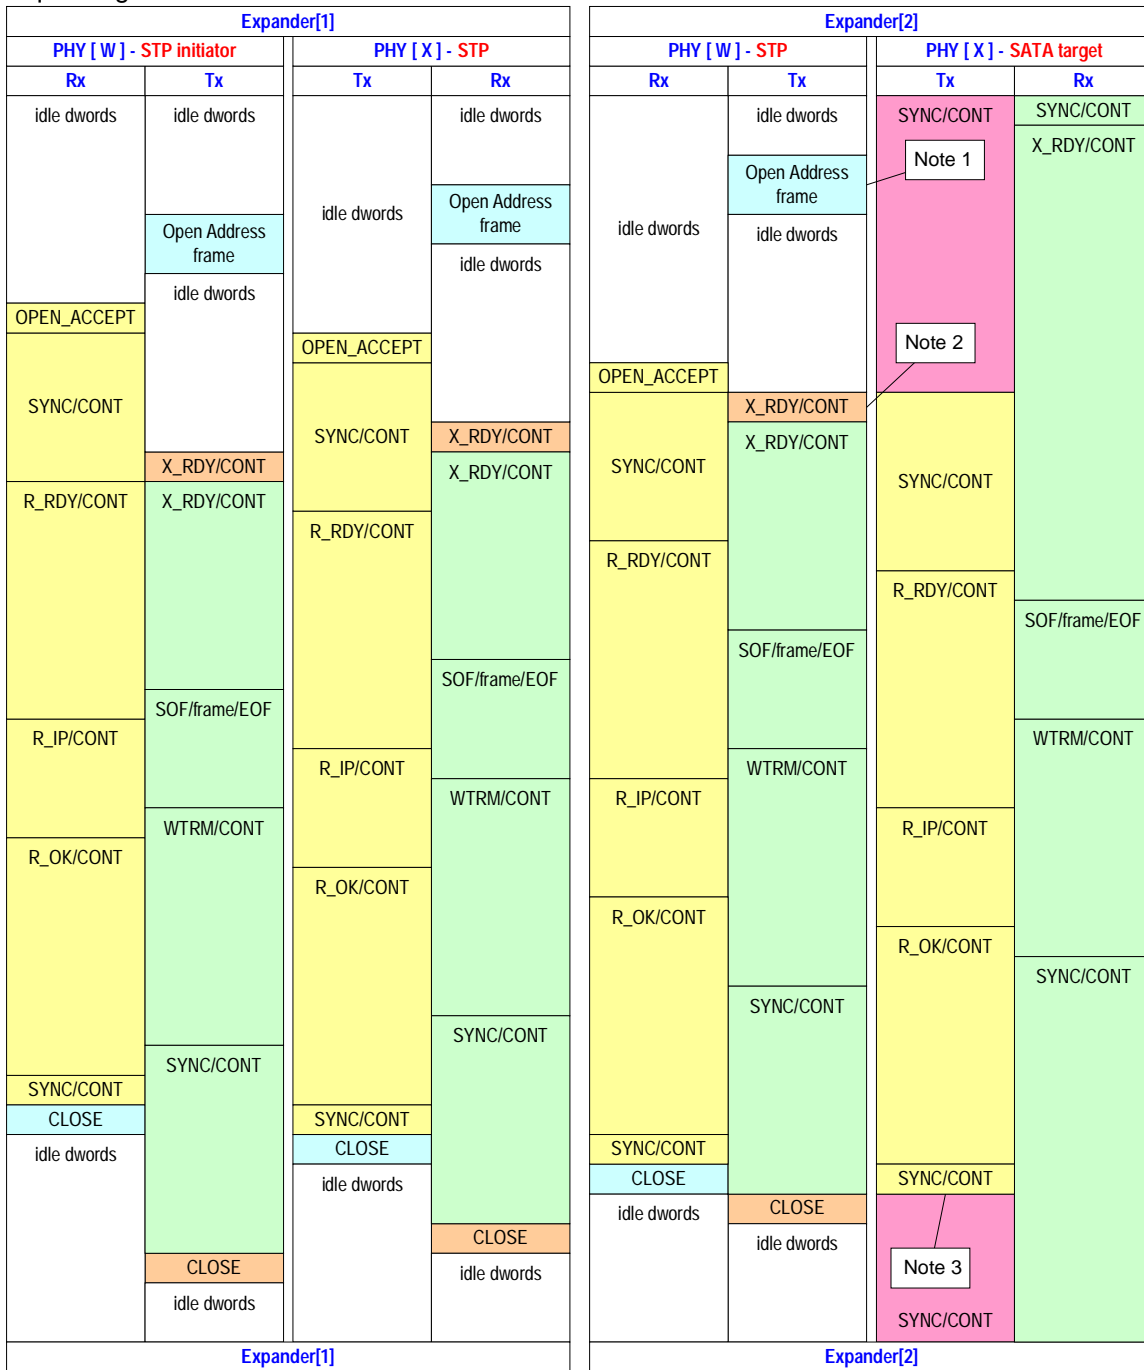 Expander[1]
Expander[2]
PHY [ W ] - STP initiator
PHY [ X ] - STP
PHY [ W ] - STP
PHY [ X ] - SATA target
Rx
Tx
Tx
Rx
Rx
Tx
Tx
Rx
idle dwords
OPEN_ACCEPT
SYNC/CONT
R_RDY/CONT
R_IP/CONT
R_OK/CONT
SYNC/CONT
CLOSE
idle dwords
idle dwords
Open Address
frame
idle dwords
X_RDY/CONT
X_RDY/CONT
SOF/frame/EOF
WTRM/CONT
SYNC/CONT
CLOSE
idle dwords
idle dwords
OPEN_ACCEPT
SYNC/CONT
R_RDY/CONT
R_IP/CONT
R_OK/CONT
SYNC/CONT
CLOSE
idle dwords
idle dwords
Open Address
frame
idle dwords
X_RDY/CONT
X_RDY/CONT
SOF/frame/EOF
WTRM/CONT
SYNC/CONT
CLOSE
idle dwords
idle dwords
OPEN_ACCEPT
SYNC/CONT
R_RDY/CONT
R_IP/CONT
R_OK/CONT
SYNC/CONT
CLOSE
idle dwords
idle dwords
Open Address
frame
idle dwords
X_RDY/CONT
X_RDY/CONT
SOF/frame/EOF
WTRM/CONT
SYNC/CONT
CLOSE
idle dwords
SYNC/CONT
Note 1
Note 2
SYNC/CONT
R_RDY/CONT
R_IP/CONT
R_OK/CONT
SYNC/CONT
Note 3
SYNC/CONT
SYNC/CONT
X_RDY/CONT
SOF/frame/EOF
WTRM/CONT
SYNC/CONT
Expander[1]
Expander[2]